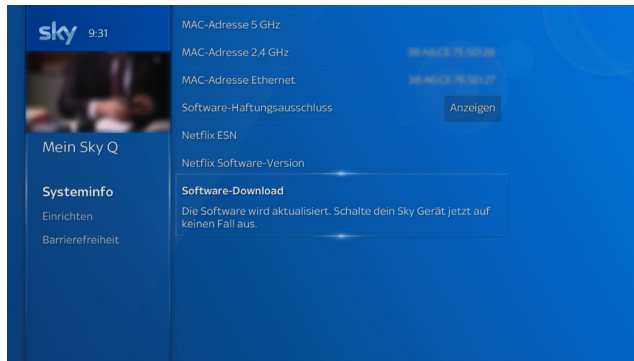 sky 9:31
MAC-Adresse 5 GHz
MAC-Adresse 2,4 GHz
MAC-Adresse Ethernet
Software-Haftungsausschluss Anzeigen
Netflix ESN
Netflix Software-Version
Software-Download
Die Software wird aktualisiert. Schalte dein Sky Gerät jetzt auf
keinen Fall aus.
Mein Sky Q
Systeminfo
Einrichten
Barrierefreiheit